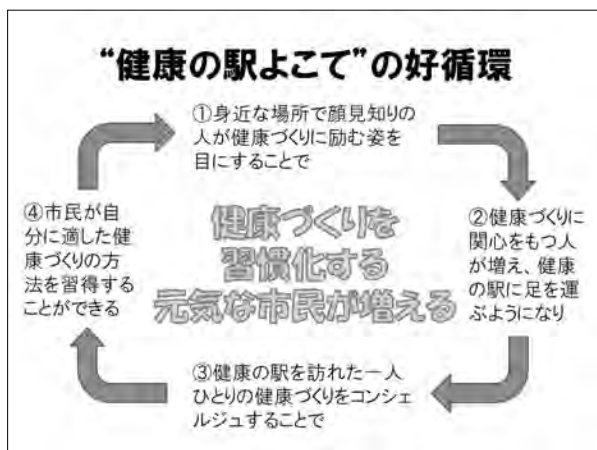 “健康の駅よこて”の好循環
①身近な場所で顔見知りの
人が健康づくりに励む姿を
目にすることで
②健康づくりに
関心をもつ人
が増え、健康
の駅に足を運
ぶようになり
③健康の駅を訪れた一人
ひとりの健康づくりをコンシェ
ルジュすることで
④市民が自
分に適した健
康づくりの方
法を習得する
ことができる
健康づくりを
習慣化する
元気な市民が増える